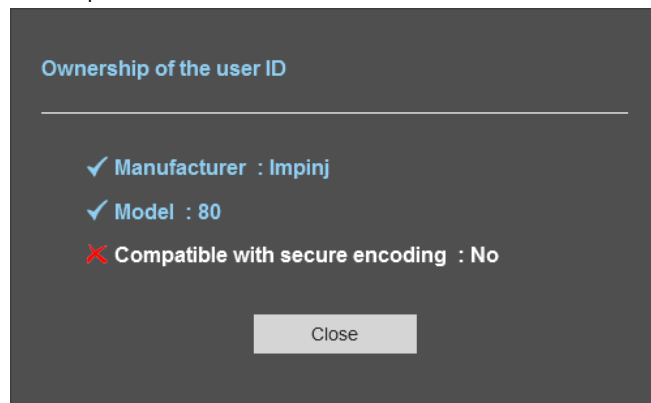 Ownership of the user ID
Manufacturer : Impinj
Model : 80
Compatible with secure encoding : No
Close